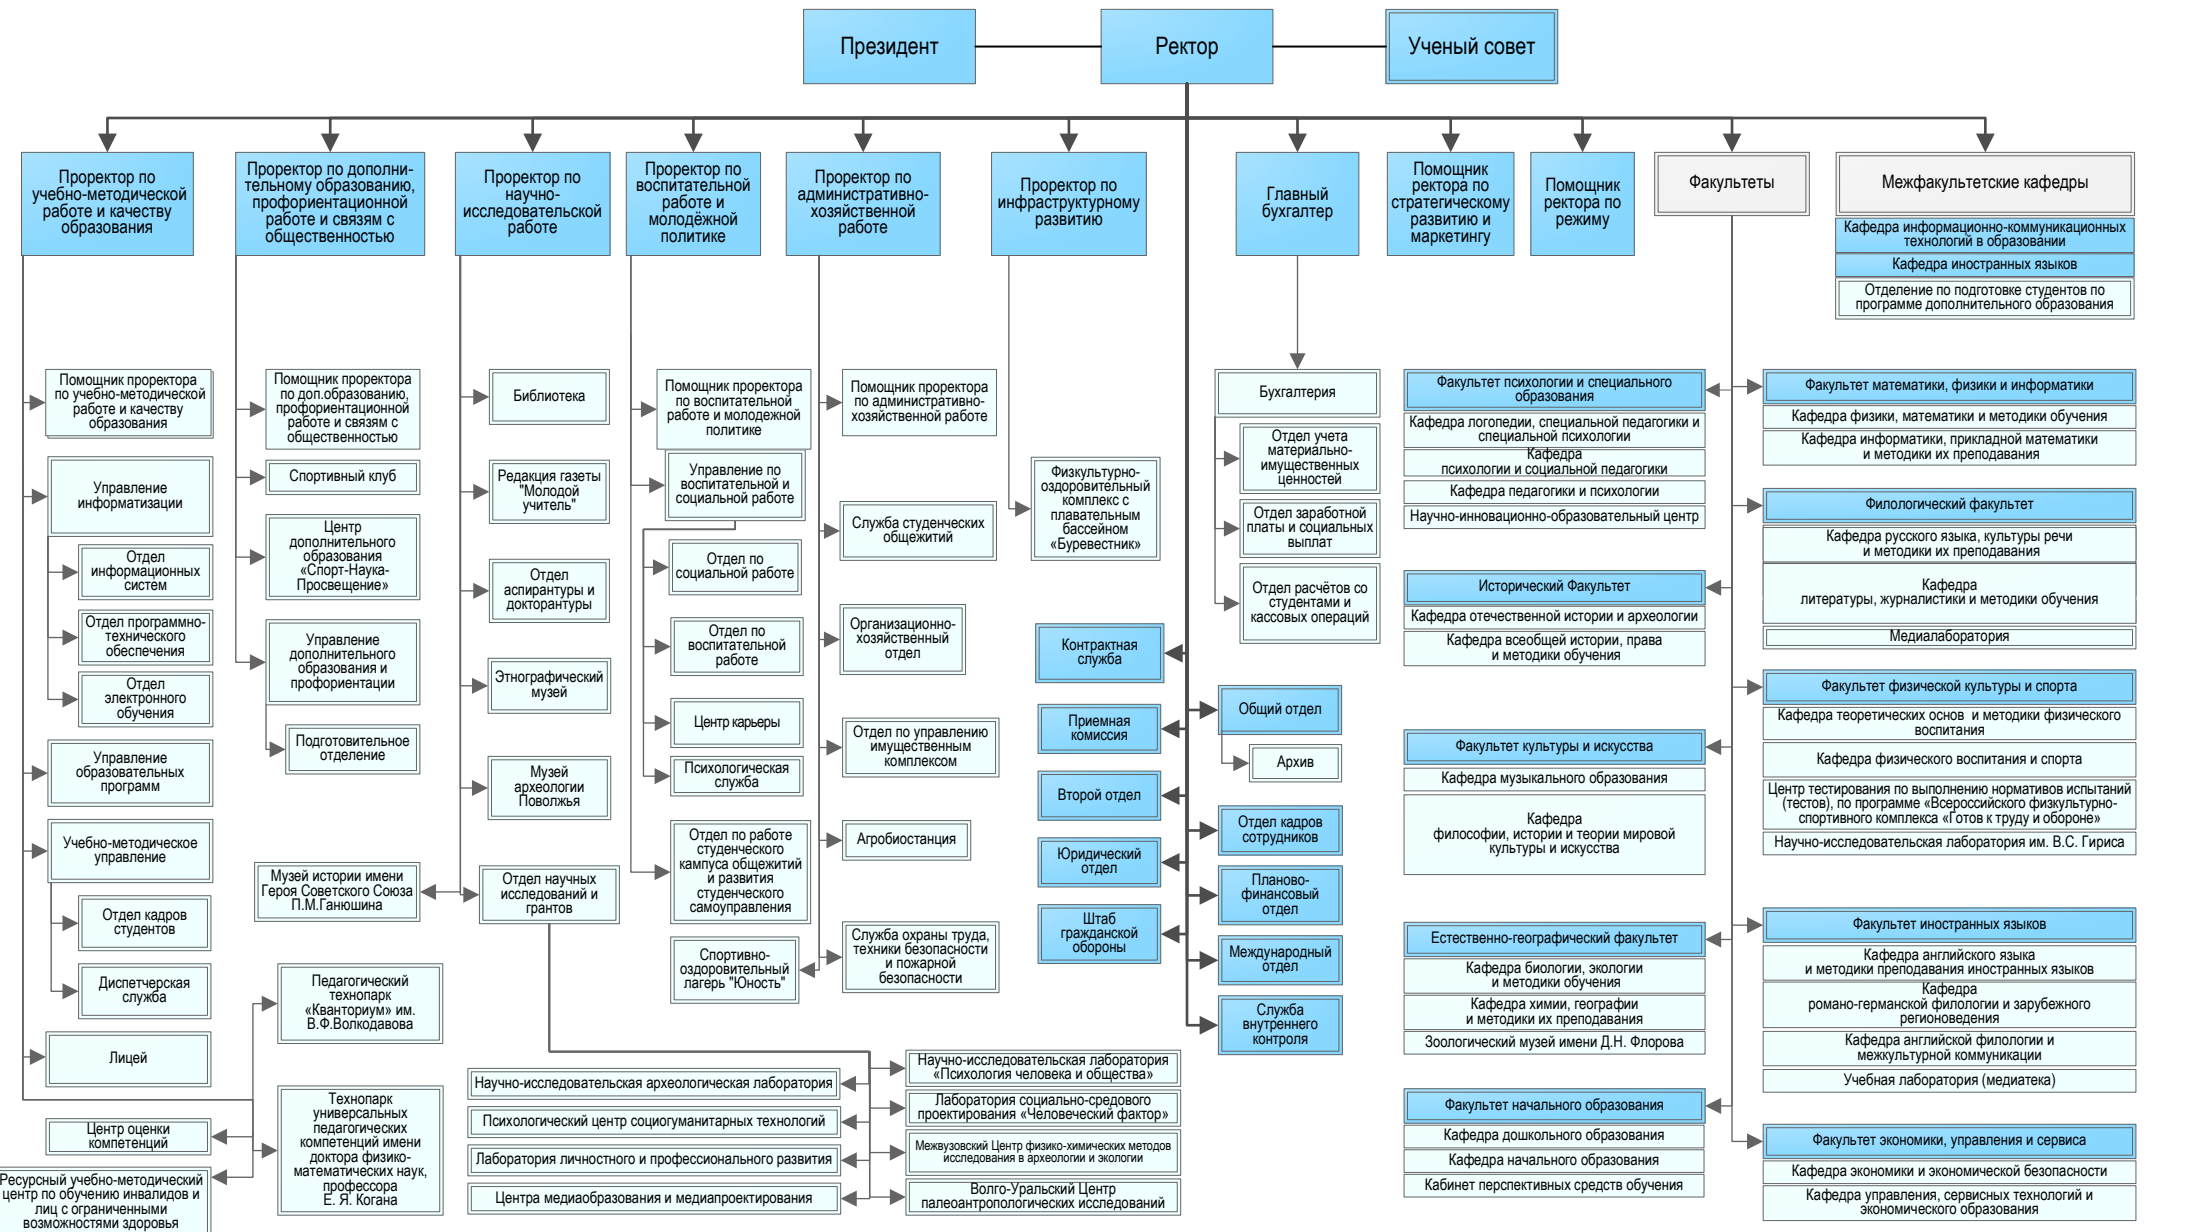 Президент
Ректор
Ученый совет
Проректор по
учебно-методической
работе и качеству
образования
Проректор по дополни-
тельному образованию,
профориентационной
работе и связям с
общественностью
Проректор по
научно-
исследовательской
работе
Проректор по
воспитательной
работе и
молодёжной
политике
Проректор по
административно-
хозяйственной
работе
Проректор по
инфраструктурному
развитию
Главный
бухгалтер
Помощник
ректора по
стратегическому
развитию и
маркетингу
Помощник
ректора по
режиму
Факультеты
Межфакультетские кафедры
Кафедра информационно-коммуникационных
технологий в образовании
Кафедра иностранных языков
Отделение по подготовке студентов по
программе дополнительного образования
Помощник проректора
по учебно-методической
работе и качеству
образования
Управление
информатизации
Отдел
информационных
систем
Отдел программно-
технического
обеспечения
Отдел
электронного
обучения
Управление
образовательных
программ
Учебно-методическое
управление
Отдел кадров
студентов
Диспетчерская
служба
Лицей
Центр оценки
компетенций
Ресурсный учебно-методический
центр по обучению инвалидов и
лиц с ограниченными
возможностями здоровья
Педагогический
технопарк
«Кванториум» им.
В.Ф.Волкодавова
Технопарк
универсальных
педагогических
компетенций имени
доктора физико-
математических наук,
профессора
Е. Я. Когана
Помощник проректора
по доп.образованию,
профориентационной
работе и связям с
общественностью
Спортивный клуб
Центр
дополнительного
образования
«Спорт-Наука-
Просвещение»
Управление
дополнительного
образования и
профориентации
Подготовительное
отделение
Музей истории имени
Героя Советского Союза
П.М.Ганюшина
Библиотека
Редакция газеты
"Молодой
учитель"
Отдел
аспирантуры и
докторантуры
Этнографический
музей
Музей
археологии
Поволжья
Отдел научных
исследований и
грантов
Научно-исследовательская археологическая лаборатория
Психологический центр социогуманитарных технологий
Лаборатория личностного и профессионального развития
Центра медиаобразования и медиапроектирования
Научно-исследовательская лаборатория
«Психология человека и общества»
Лаборатория социально-средового
проектирования «Человеческий фактор»
Межвузовский Центр физико-химических методов
исследования в археологии и экологии
Волго-Уральский Центр
палеоантропологических исследований
Помощник проректора
по воспитательной
работе и молодежной
политике
Управление по
воспитательной и
социальной работе
Отдел по
социальной работе
Отдел по
воспитательной
работе
Центр карьеры
Психологическая
служба
Отдел по работе
студенческого
кампуса общежитий
и развития
студенческого
самоуправления
Спортивно-
оздоровительный
лагерь "Юность"
Помощник проректора
по административно-
хозяйственной работе
Служба студенческих
общежитий
Организационно-
хозяйственный
отдел
Отдел по управлению
имущественным
комплексом
Агробиостанция
Служба охраны труда,
техники безопасности
и пожарной
безопасности
Физкультурно-
оздоровительный
комплекс с
плавательным
бассейном
«Буревестник»
Контрактная
служба
Приемная
комиссия
Второй отдел
Юридический
отдел
Штаб
гражданской
обороны
Бухгалтерия
Отдел учета
материально-
имущественных
ценностей
Отдел заработной
платы и социальных
выплат
Отдел расчётов со
студентами и
кассовых операций
Общий отдел
Архив
Отдел кадров
сотрудников
Планово-
финансовый
отдел
Международный
отдел
Служба
внутреннего
контроля
Факультет психологии и специального
образования
Кафедра логопедии, специальной педагогики и
специальной психологии
Кафедра
психологии и социальной педагогики
Кафедра педагогики и психологии
Научно-инновационно-образовательный центр
Исторический Факультет
Кафедра отечественной истории и археологии
Кафедра всеобщей истории, права
и методики обучения
Факультет культуры и искусства
Кафедра музыкального образования
Кафедра
философии, истории и теории мировой
культуры и искусства
Естественно-географический факультет
Кафедра биологии, экологии
и методики обучения
Кафедра химии, географии
и методики их преподавания
Зоологический музей имени Д.Н. Флорова
Факультет начального образования
Кафедра дошкольного образования
Кафедра начального образования
Кабинет перспективных средств обучения
Факультет математики, физики и информатики
Кафедра физики, математики и методики обучения
Кафедра информатики, прикладной математики
и методики их преподавания
Филологический факультет
Кафедра русского языка, культуры речи
и методики их преподавания
Кафедра
литературы, журналистики и методики обучения
Медиалаборатория
Факультет физической культуры и спорта
Кафедра теоретических основ и методики физического
воспитания
Кафедра физического воспитания и спорта
Центр тестирования по выполнению нормативов испытаний
(тестов), по программе «Всероссийского физкультурно-
спортивного комплекса «Готов к труду и обороне»
Научно-исследовательская лаборатория им. В.С. Гириса
Факультет иностранных языков
Кафедра английского языка
и методики преподавания иностранных языков
Кафедра
романо-германской филологии и зарубежного
регионоведения
Кафедра английской филологии и
межкультурной коммуникации
Учебная лаборатория (медиатека)
Факультет экономики, управления и сервиса
Кафедра экономики и экономической безопасности
Кафедра управления, сервисных технологий и
экономического образования